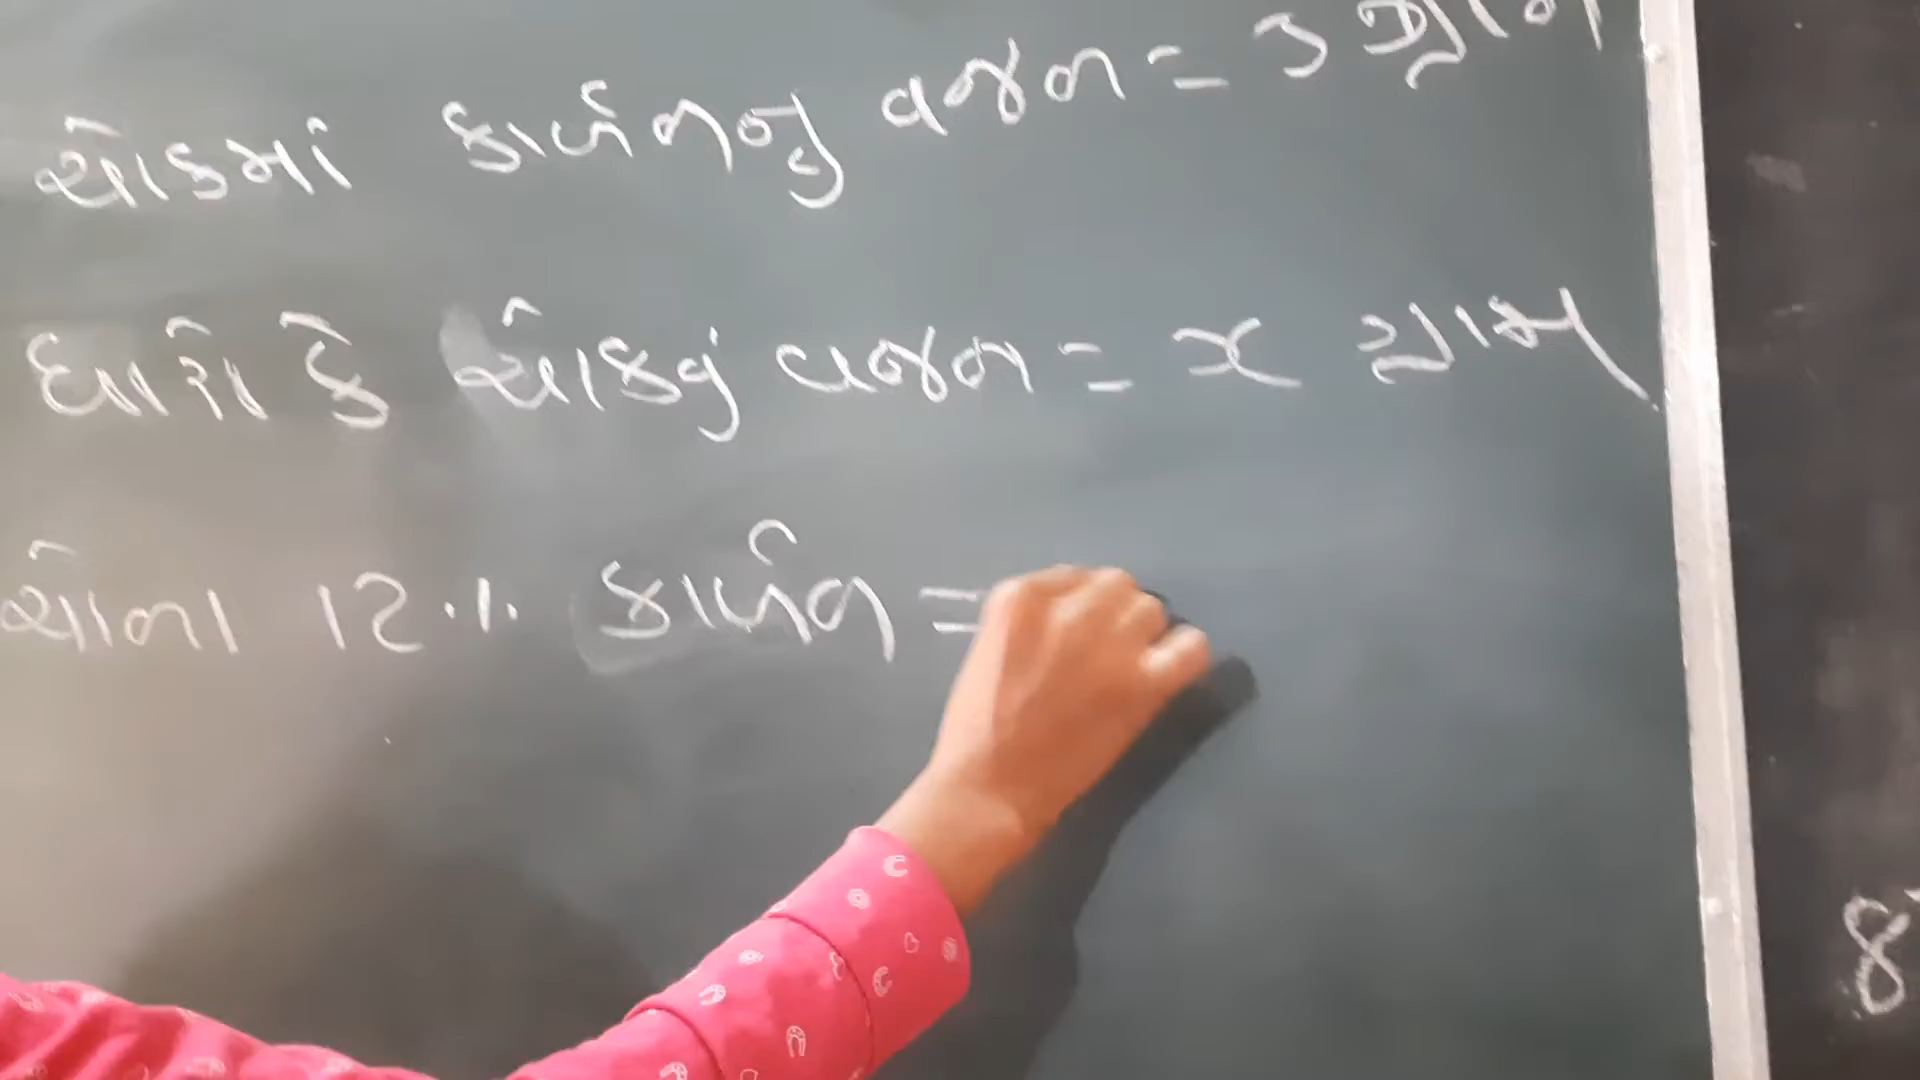 ચોકમાં કાર્બનનુ વજન = 3 ગ્રામ
ધારો કે ચોકનું વજન = x ગ્રામ
ચોના 12 % કાર્બન =
8